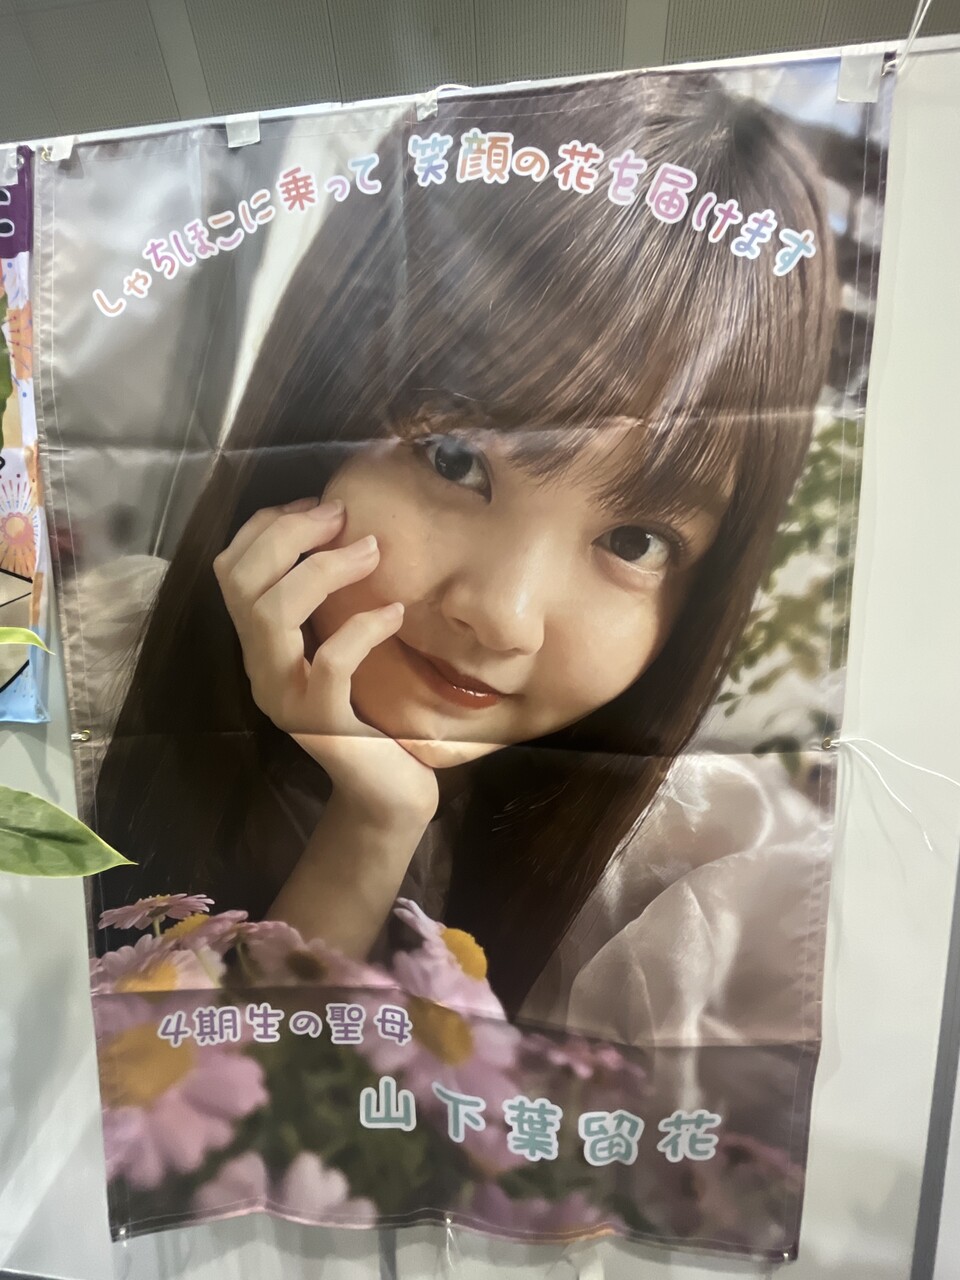 しゃちほこに乗って 笑顔の花を届けます
4期生の聖母
山下葉留花